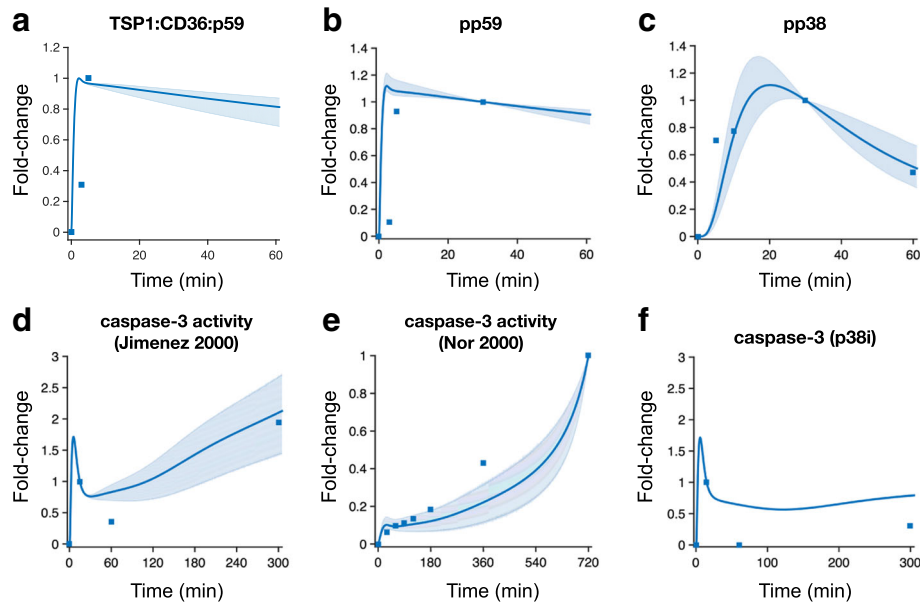 a
TSP1:CD36:p59
Fold-change
1.2
1
0.8
0.6
0.4
0.2
0
0 20 40 60
Time (min)
b
pp59
Fold-change
1.4
1.2
1
0.8
0.6
0.4
0.2
0
0 20 40 60
Time (min)
c
pp38
Fold-change
1.4
1.2
1
0.8
0.6
0.4
0.2
0
0 20 40 60
Time (min)
d
caspase-3 activity
(Jimenez 2000)
Fold-change
3
2.5
2
1.5
1
0.5
0
0 60 120 180 240 300
Time (min)
e
caspase-3 activity
(Nor 2000)
Fold-change
1
0.8
0.6
0.4
0.2
0
0 180 360 540 720
Time (min)
f
caspase-3 (p38i)
Fold-change
3
2.5
2
1.5
1
0.5
0
0 100 200 300
Time (min)